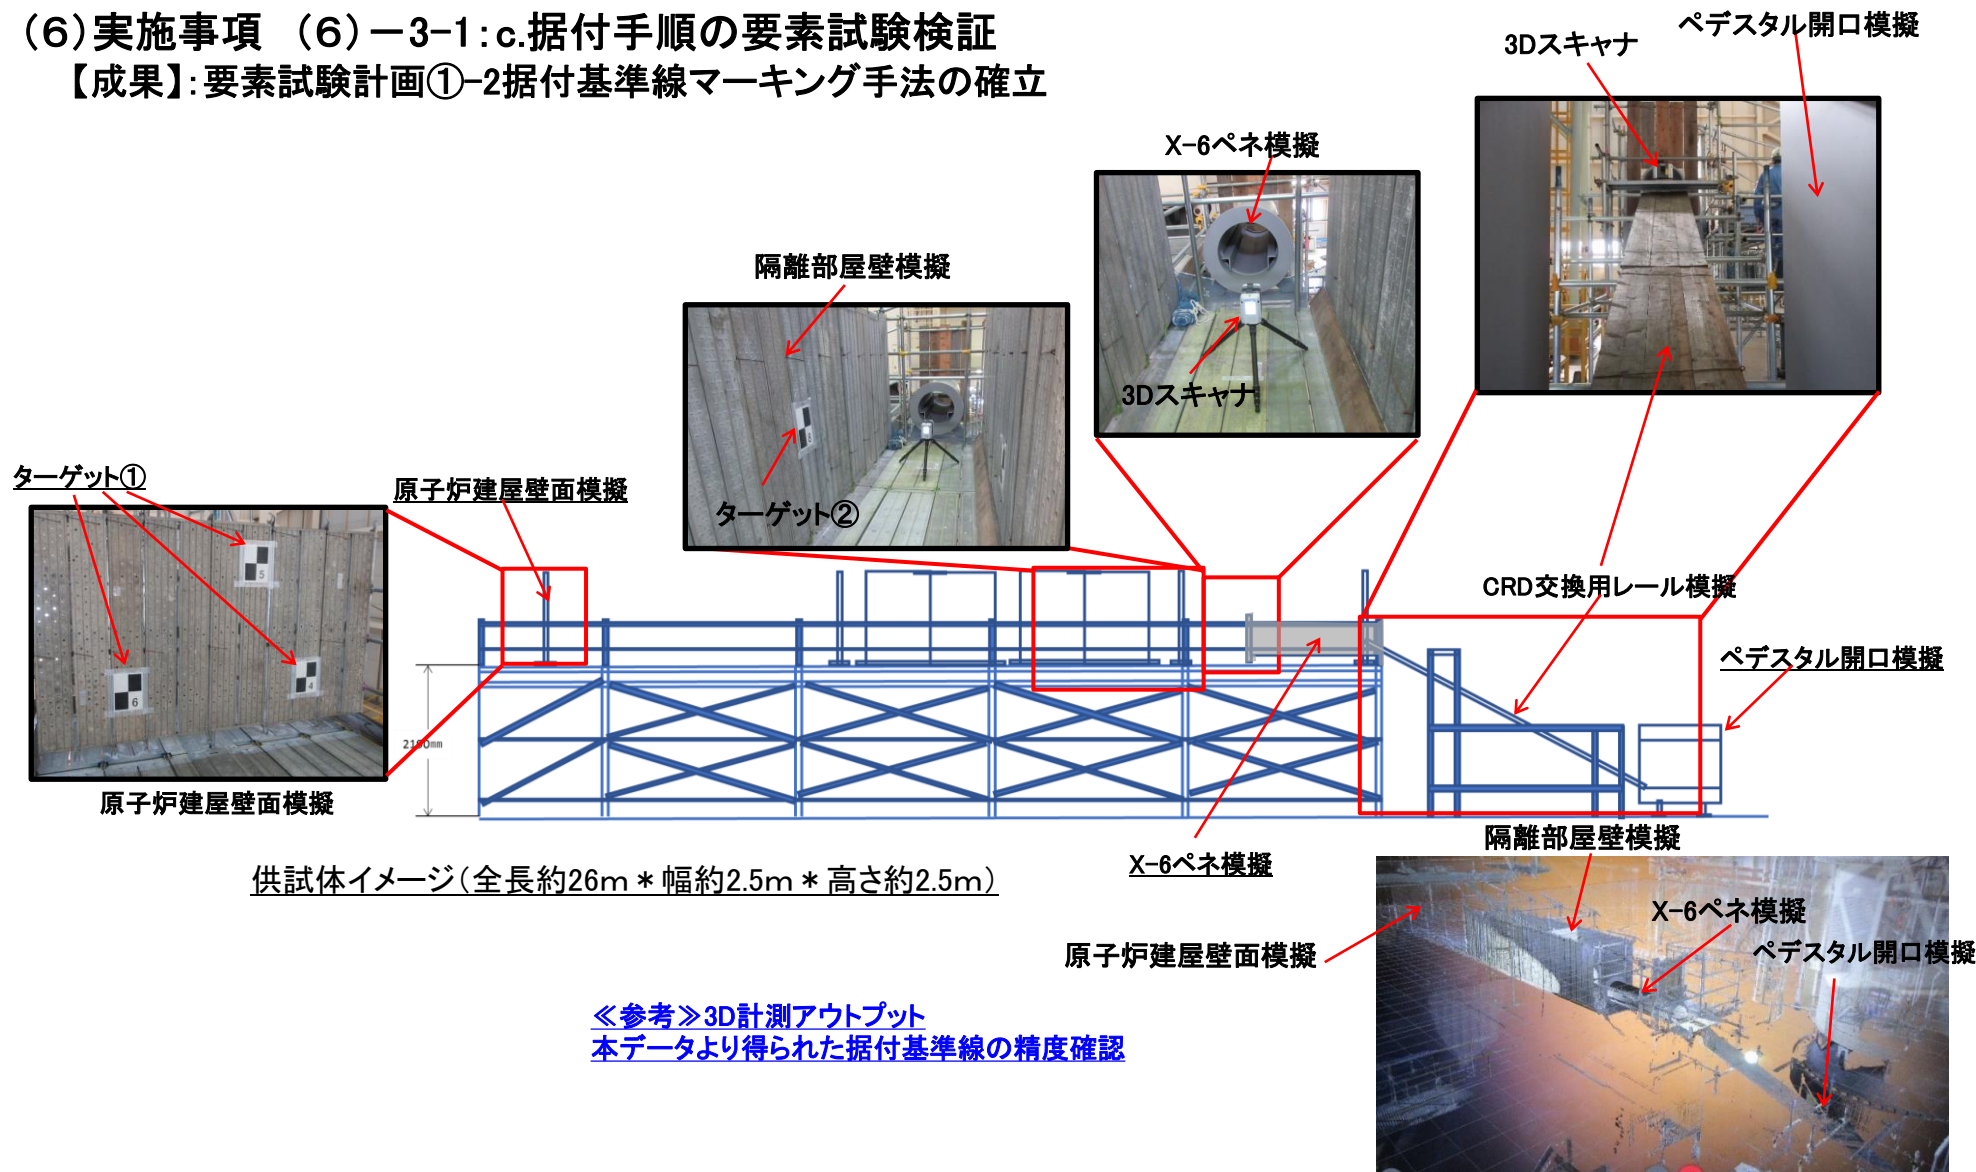 （６）実施事項　（６）－3-1：c.据付手順の要素試験検証
【成果】：要素試験計画①-2据付基準線マーキング手法の確立
ペデスタル開口模擬
3Dスキャナ
X-6ペネ模擬
隔離部屋壁模擬
3Dスキャナ
ターゲット②
ターゲット①
原子炉建屋壁面模擬
5
6
4
原子炉建屋壁面模擬
CRD交換用レール模擬
ペデスタル開口模擬
2100mm
X-6ペネ模擬
供試体イメージ（全長約26ｍ＊幅約2.5ｍ＊高さ約2.5ｍ）
隔離部屋壁模擬
X-6ペネ模擬
ペデスタル開口模擬
原子炉建屋壁面模擬
≪参考≫3D計測アウトプット
本データより得られた据付基準線の精度確認